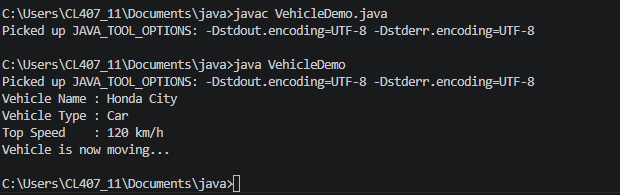 C:\Users\CL407_11\Documents\java>javac VehicleDemo.java
Picked up JAVA_TOOL_OPTIONS: -Dstdout.encoding=UTF-8 -Dstderr.encoding=UTF-8
C:\Users\CL407_11\Documents\java>java VehicleDemo
Picked up JAVA_TOOL_OPTIONS: -Dstdout.encoding=UTF-8 -Dstderr.encoding=UTF-8
Vehicle Name : Honda City
Vehicle Type : Car
Top Speed    : 120 km/h
Vehicle is now moving...
C:\Users\CL407_11\Documents\java>